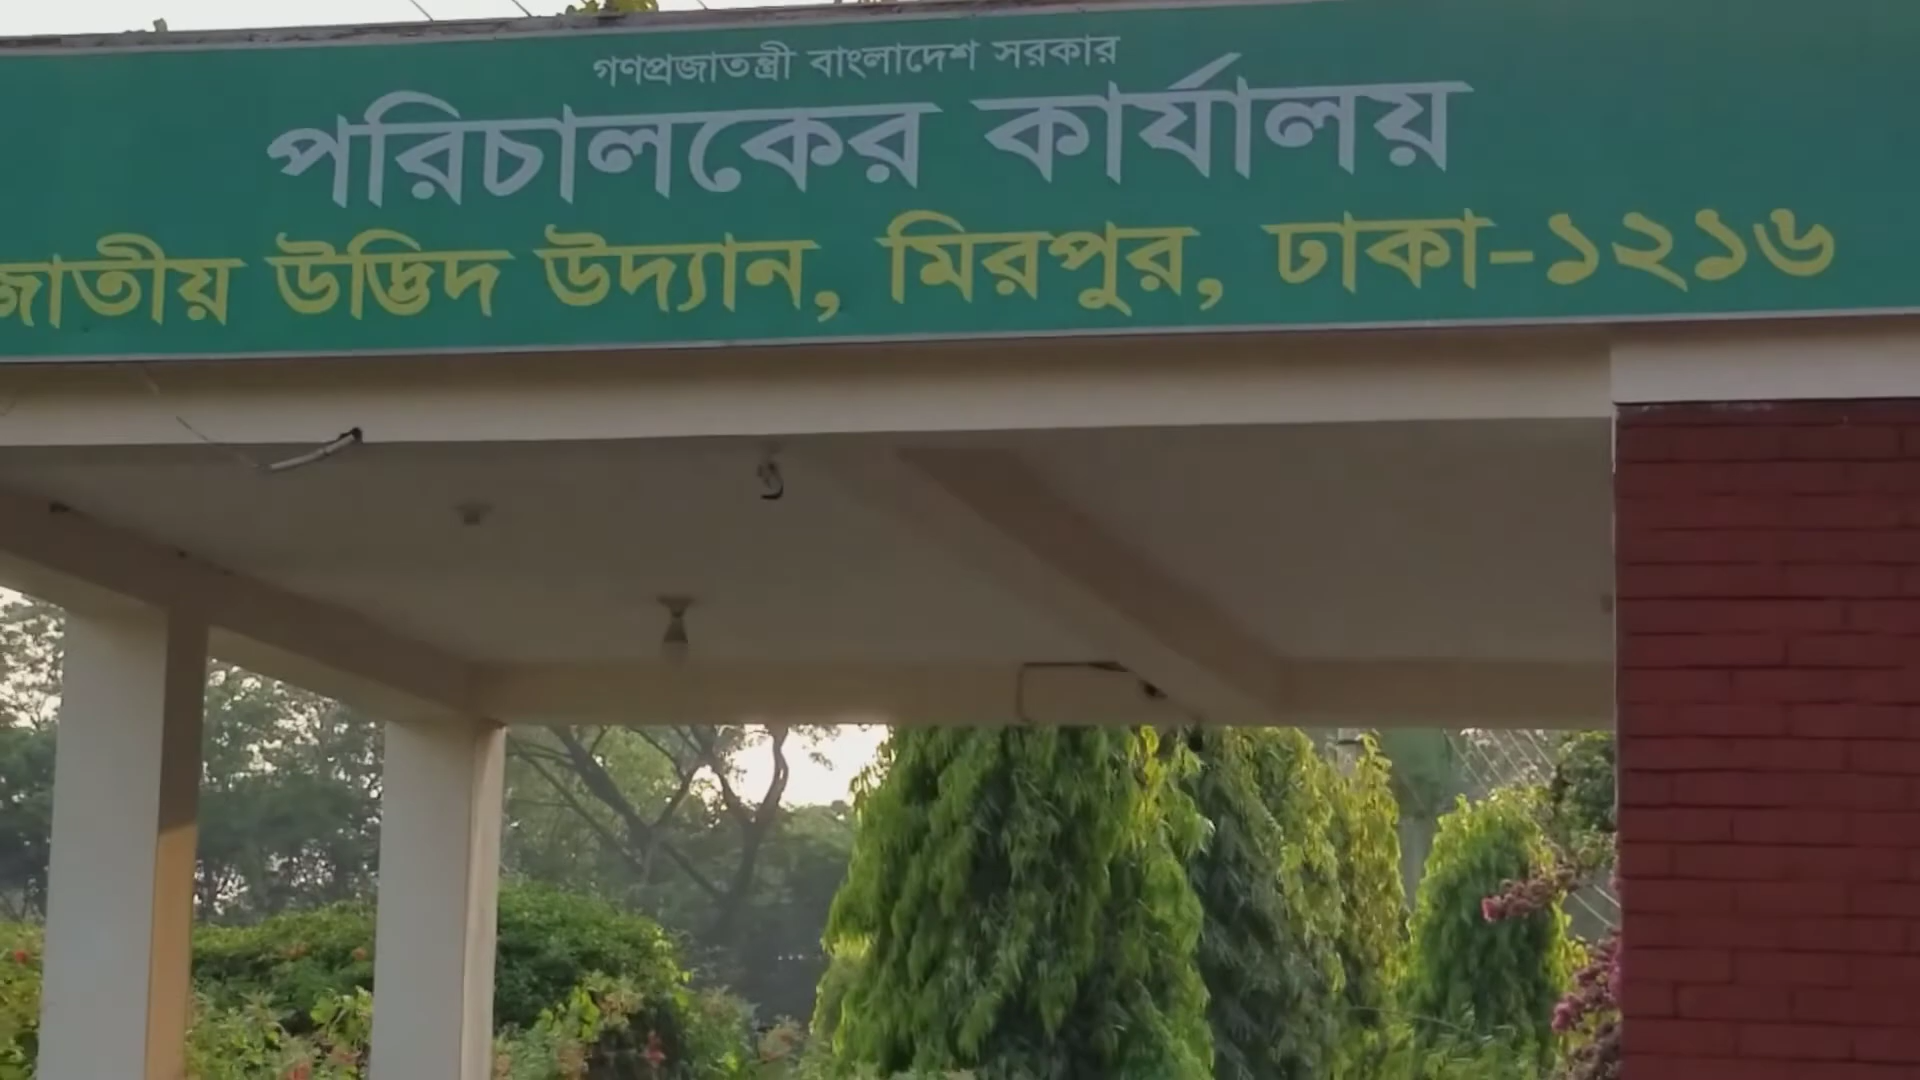 গণপ্রজাতন্ত্রী বাংলাদেশ সরকার
পরিচালকের কার্যালয়
জাতীয় উদ্ভিদ উদ্যান, মিরপুর, ঢাকা-১২১৬